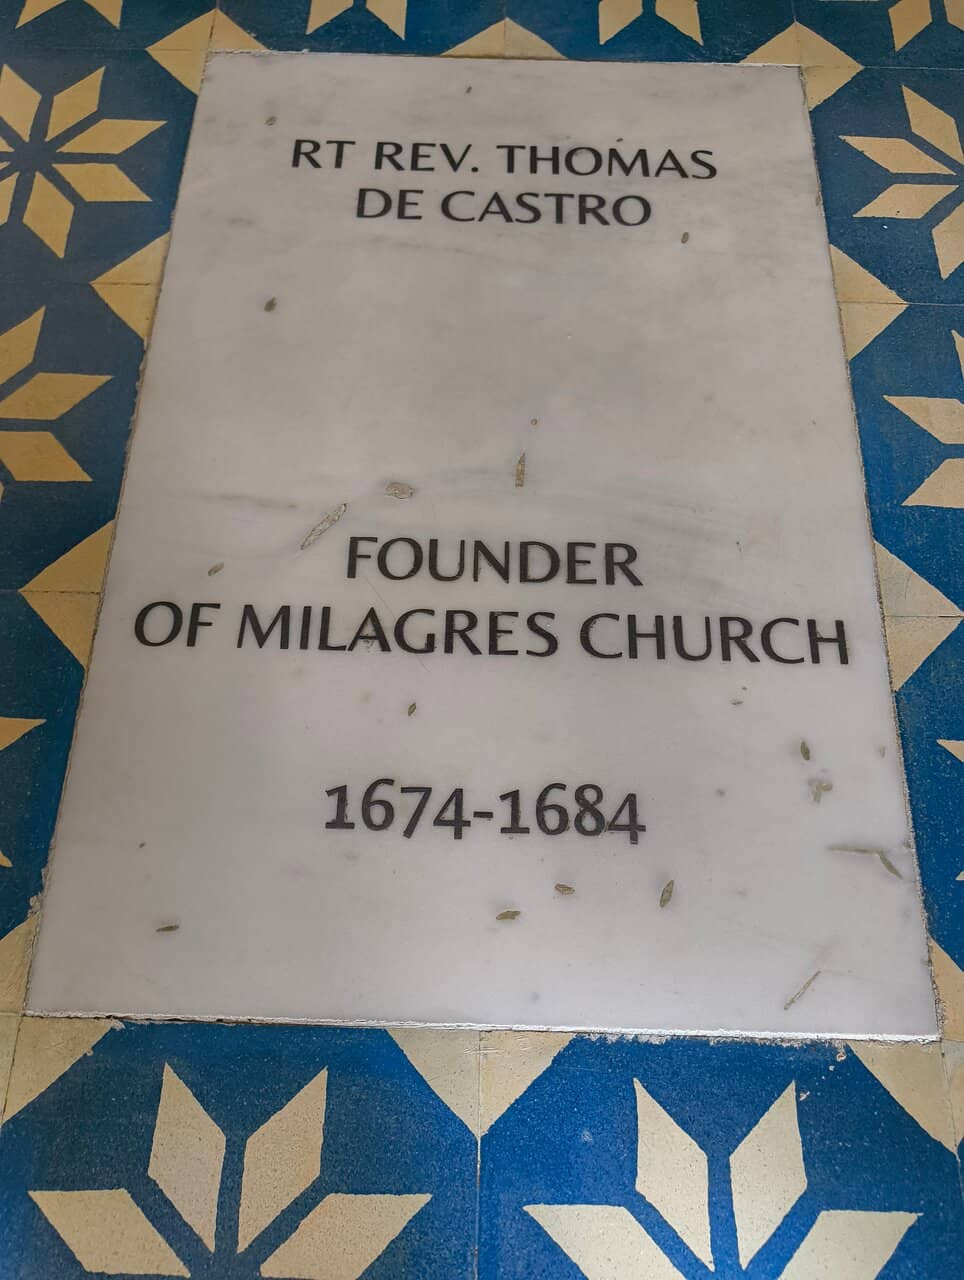 RT REV. THOMAS
DE CASTRO
FOUNDER
OF MILAGRES CHURCH
1674-1684